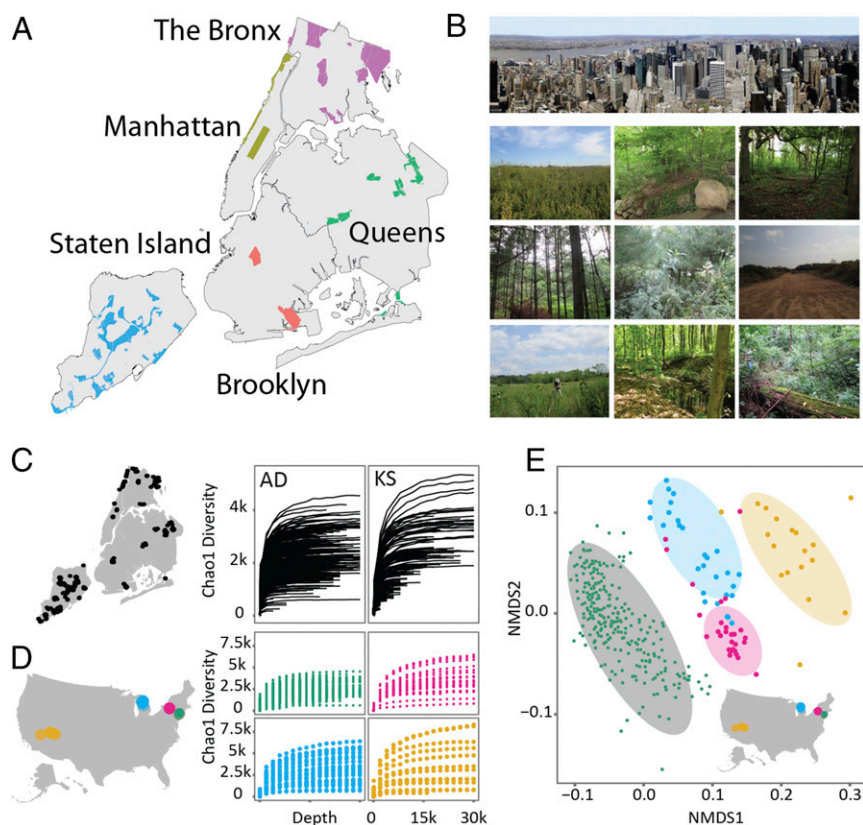 A
The Bronx
Manhattan
Staten Island
Queens
Brooklyn
B
C
Chao1 Diversity
4k
2k
0
AD
KS
D
Chao1 Diversity
7.5k
5k
2.5k
0
7.5k
5k
2.5k
0
Depth
0
15k
30k
E
NMDS2
0.1
0.0
−0.1
−0.1
0.0
0.1
0.2
0.3
NMDS1